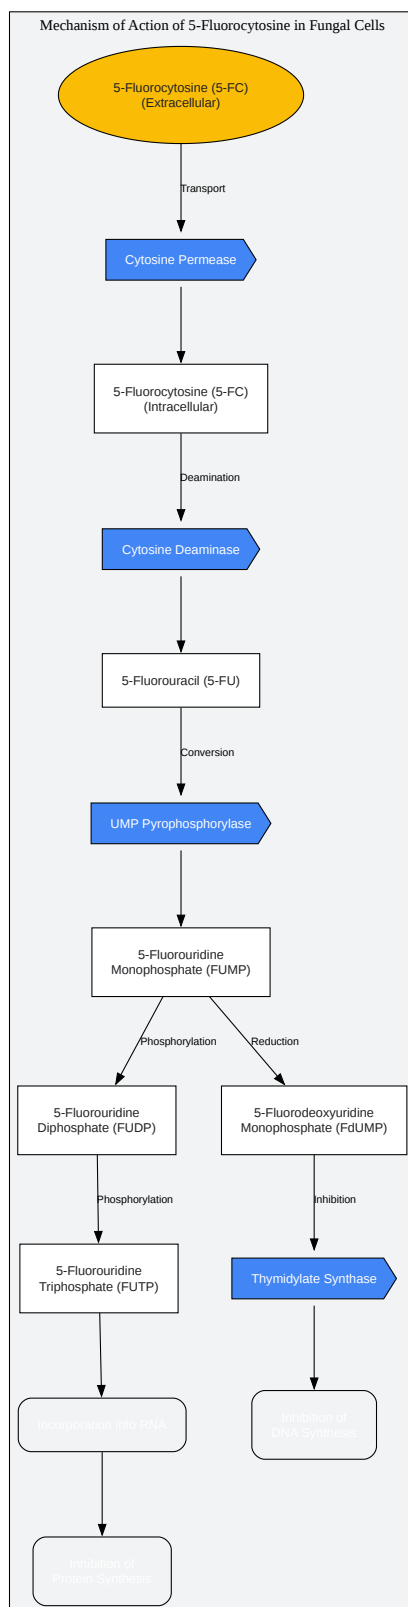 Mechanism of Action of 5-Fluorocytosine in Fungal Cells
5-Fluorocytosine (5-FC)
(Extracellular)
Transport
Cytosine Permease
5-Fluorocytosine (5-FC)
(Intracellular)
Deamination
Cytosine Deaminase
5-Fluorouracil (5-FU)
Conversion
UMP Pyrophosphorylase
5-Fluorouridine
Monophosphate (FUMP)
Phosphorylation
Reduction
5-Fluorouridine
Diphosphate (FUDP)
5-Fluorodeoxyuridine
Monophosphate (FdUMP)
Phosphorylation
Inhibition
5-Fluorouridine
Triphosphate (FUTP)
Thymidylate Synthase
Incorporation into RNA
Inhibition of
DNA Synthesis
Inhibition of
Protein Synthesis